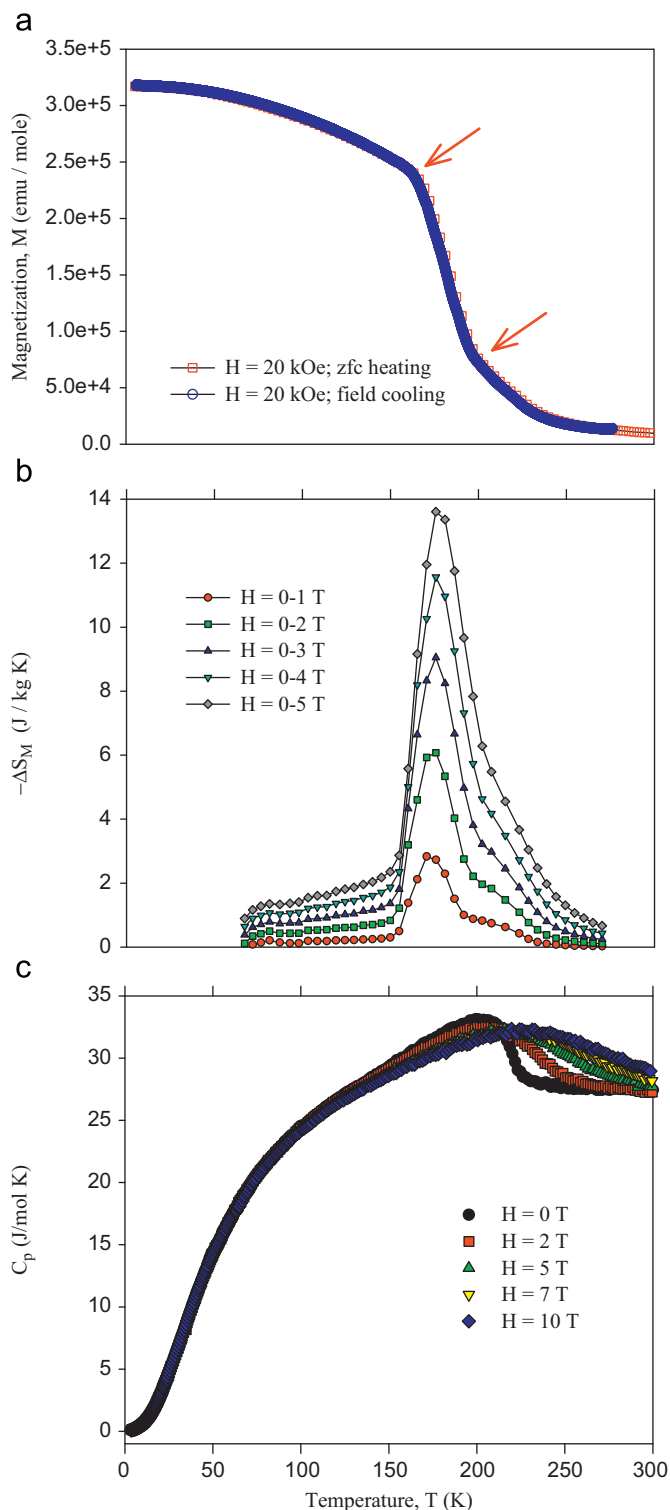 a
3.5e+5
3.0e+5
2.5e+5
2.0e+5
1.5e+5
1.0e+5
5.0e+4
0.0
Magnetization, M (emu / mole)
H = 20 kOe; zfc heating
H = 20 kOe; field cooling
b
14
12
10
8
6
4
2
0
−ΔS_M (J / kg K)
H = 0-1 T
H = 0-2 T
H = 0-3 T
H = 0-4 T
H = 0-5 T
c
35
30
25
20
15
10
5
0
C_p (J/mol K)
H = 0 T
H = 2 T
H = 5 T
H = 7 T
H = 10 T
0 50 100 150 200 250 300
Temperature, T (K)